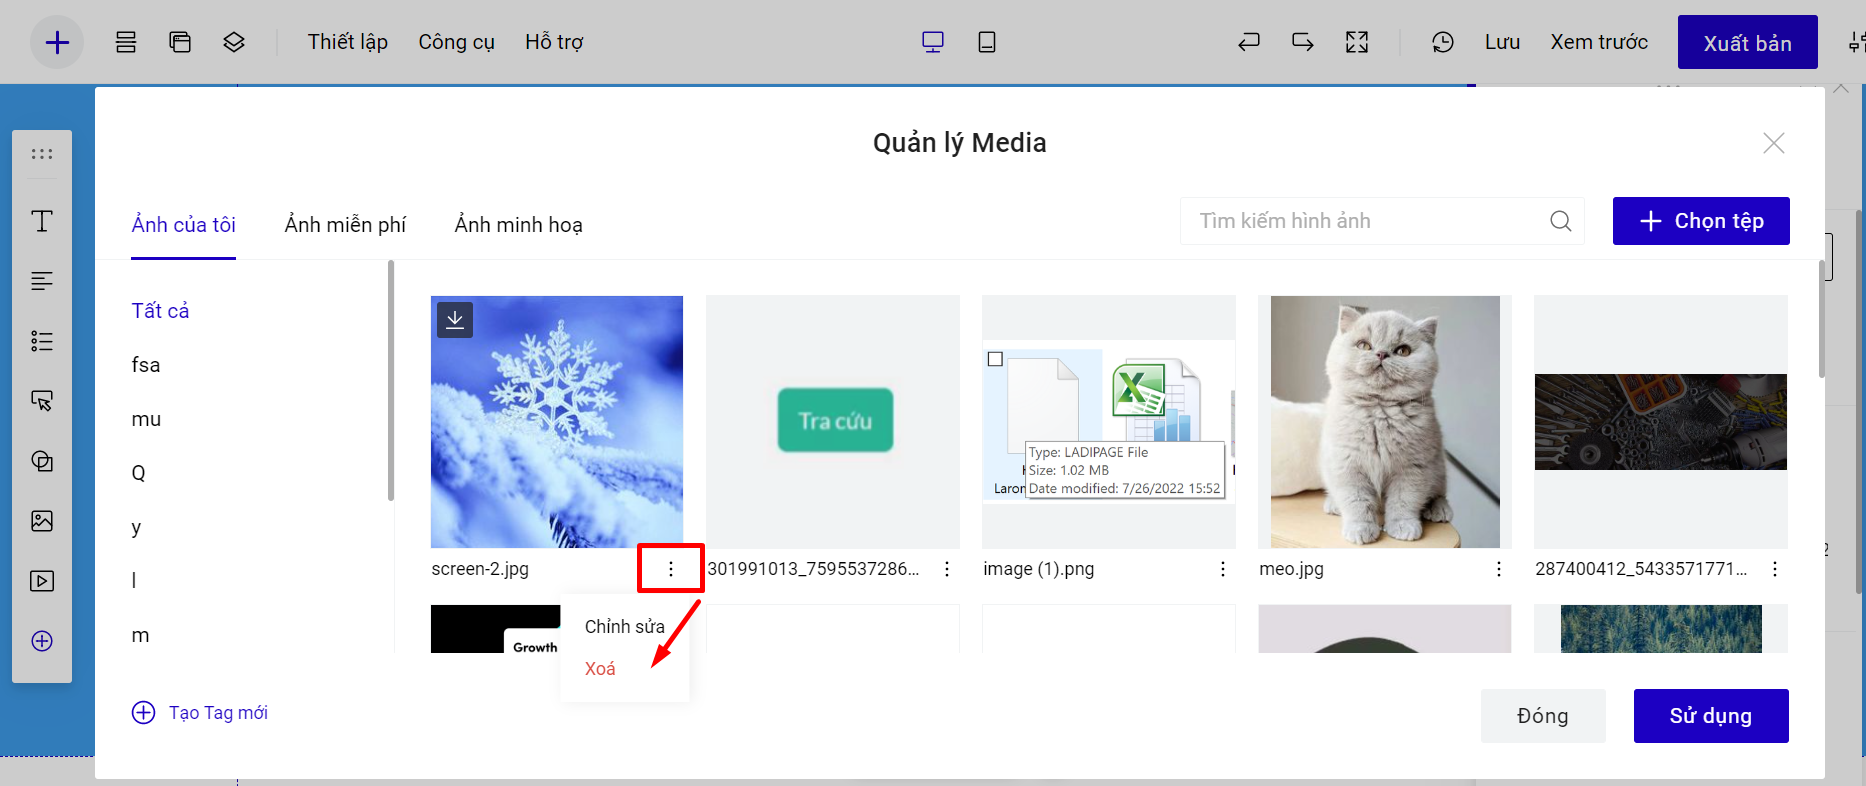 Thiết lập
Công cụ
Hỗ trợ
Lưu
Xem trước
Xuất bản
Quản lý Media
Ảnh của tôi
Ảnh miễn phí
Ảnh minh hoạ
Tìm kiếm hình ảnh
Chọn tệp
Tất cả
fsa
mu
Q
y
l
m
Tạo Tag mới
Tra cứu
Type: LADIPAGE File
Size: 1.02 MB
Laron Date modified: 7/26/2022 15:52
screen-2.jpg
301991013_7595537286...
image (1).png
meo.jpg
287400412_5433571771...
Growth
Chỉnh sửa
Xoá
Đóng
Sử dụng